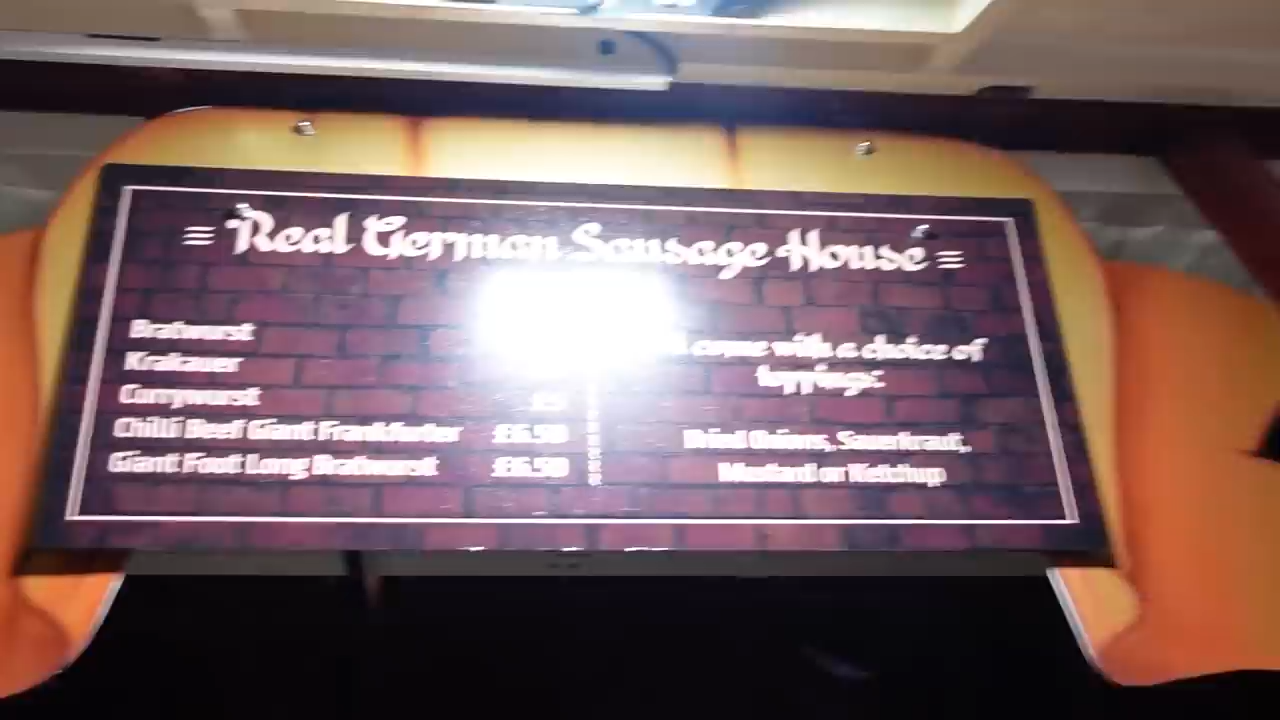 Real German Sausage House
Bratwurst
Krakauer
Currywurst £5
Chilli Beef Giant Frankfurter £6.50
Giant Foot Long Bratwurst £6.50
come with a choice of
toppings:
Fried Onions, Sauerkraut,
Mustard or Ketchup